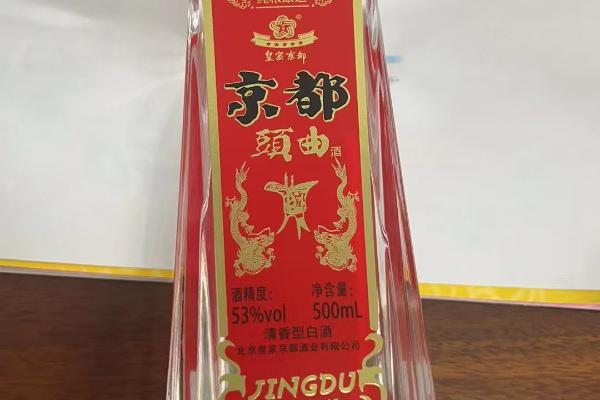 皇家京都
京都
頭曲酒
酒精度：
53%vol
净含量：
500mL
清香型白酒
北京皇家京都酒业有限公司
JINGDU